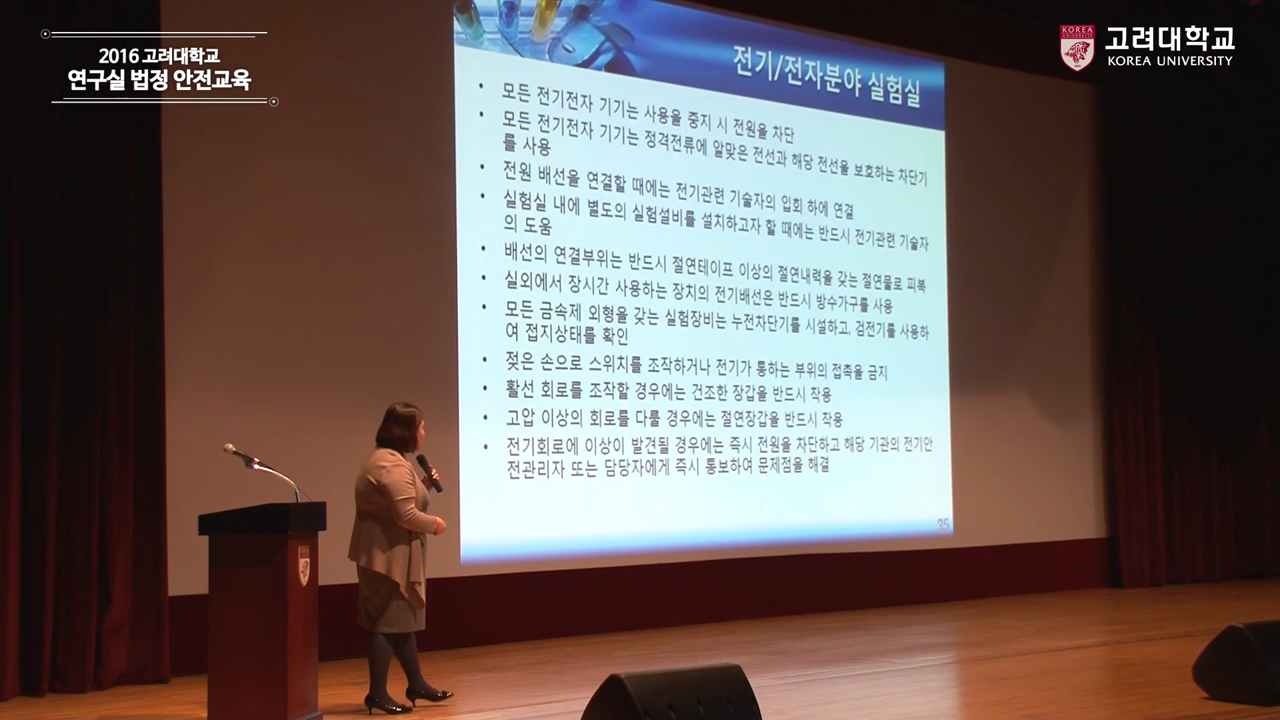 2016 고려대학교
연구실 법정 안전교육
KOREA
UNIVERSITY
고려대학교
KOREA UNIVERSITY
전기/전자분야 실험실
• 모든 전기전자 기기는 사용을 중지 시 전원을 차단
• 모든 전기전자 기기는 정격전류에 알맞은 전선과 해당 전선을 보호하는 차단기
를 사용
• 전원 배선을 연결할 때에는 전기관련 기술자의 입회 하에 연결
• 실험실 내에 별도의 실험설비를 설치하고자 할 때에는 반드시 전기관련 기술자
의 도움
• 배선의 연결부위는 반드시 절연테이프 이상의 절연내력을 갖는 절연물로 피복
• 실외에서 장시간 사용하는 장치의 전기배선은 반드시 방수가구를 사용
• 모든 금속제 외형을 갖는 실험장비는 누전차단기를 시설하고, 검전기를 사용하
여 접지상태를 확인
• 젖은 손으로 스위치를 조작하거나 전기가 통하는 부위의 접촉을 금지
• 활선 회로를 조작할 경우에는 건조한 장갑을 반드시 착용
• 고압 이상의 회로를 다룰 경우에는 절연장갑을 반드시 착용
• 전기회로에 이상이 발견될 경우에는 즉시 전원을 차단하고 해당 기관의 전기안
전관리자 또는 담당자에게 즉시 통보하여 문제점을 해결
35